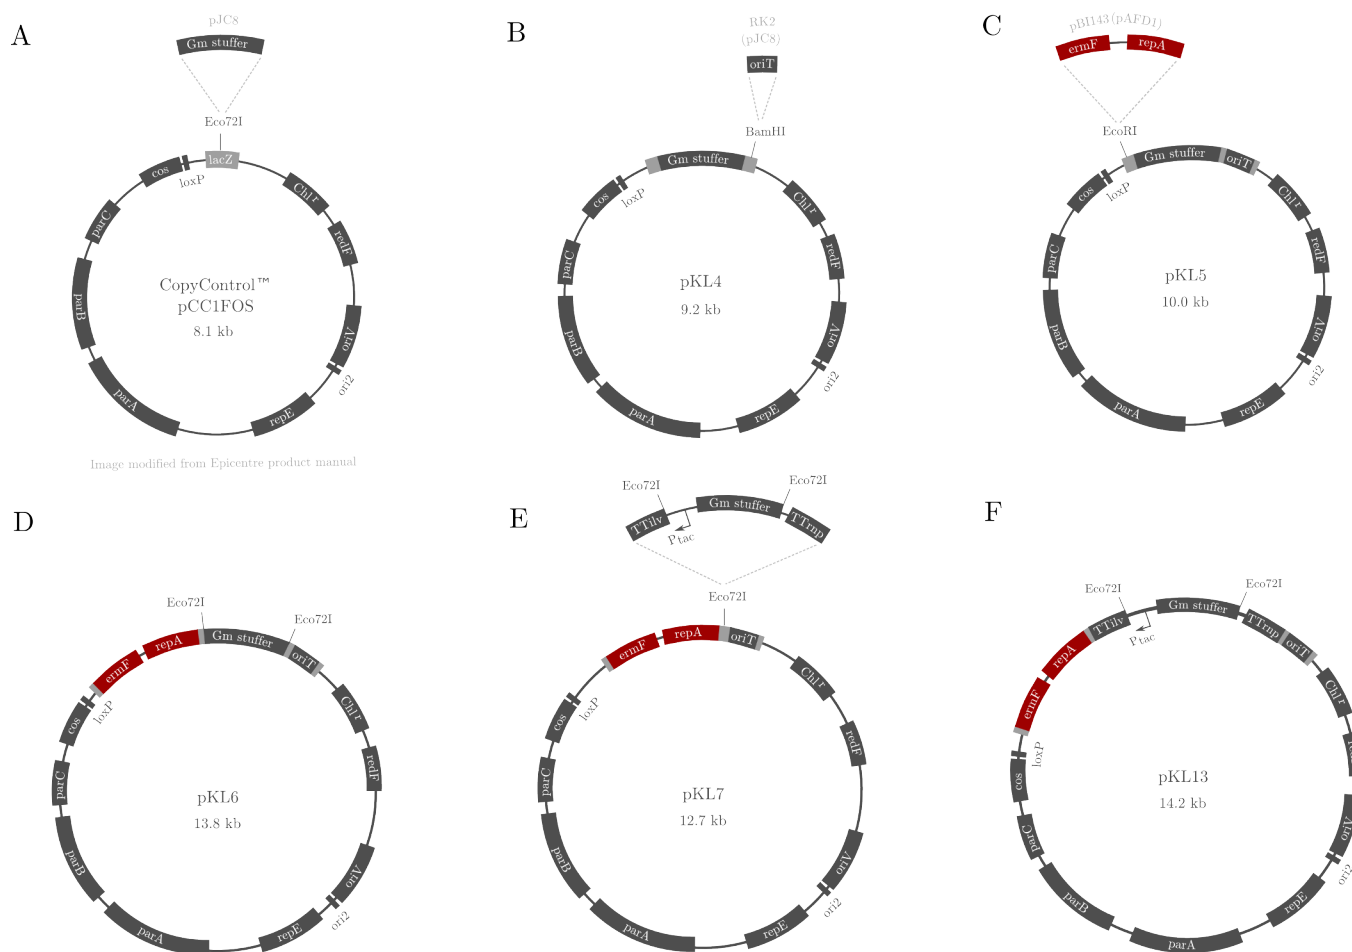 A
pJC8
Gm stuffer
Eco72I
lacZ
cos
loxP
Chlʳ
parC
redF
parB
CopyControl™
pCC1FOS
8.1 kb
oriV
ori2
parA
repE
Image modified from Epicentre product manual
B
RK2
(pJC8)
oriT
BamHI
Gm stuffer
cos
loxP
Chlʳ
parC
redF
pKL4
9.2 kb
parB
oriV
ori2
parA
repE
C
pBI143(pAFD1)
ermF
repA
EcoRI
Gm stuffer
oriT
cos
loxP
Chlʳ
parC
redF
pKL5
10.0 kb
parB
oriV
ori2
parA
repE
D
Eco72I
Eco72I
ermF
repA
Gm stuffer
oriT
loxP
cos
Chlʳ
parC
redF
pKL6
13.8 kb
parB
oriV
ori2
parA
repE
E
Eco72I
Gm stuffer
Eco72I
TTilv
Ptac
TTrnp
Eco72I
ermF
repA
oriT
loxP
cos
Chlʳ
parC
redF
pKL7
12.7 kb
parB
oriV
ori2
parA
repE
F
Eco72I
Gm stuffer
Eco72I
TTilv
Ptac
TTrnp
oriT
repA
ermF
loxP
cos
Chlʳ
parC
pKL13
14.2 kb
oriV
ori2
parB
parA
repE